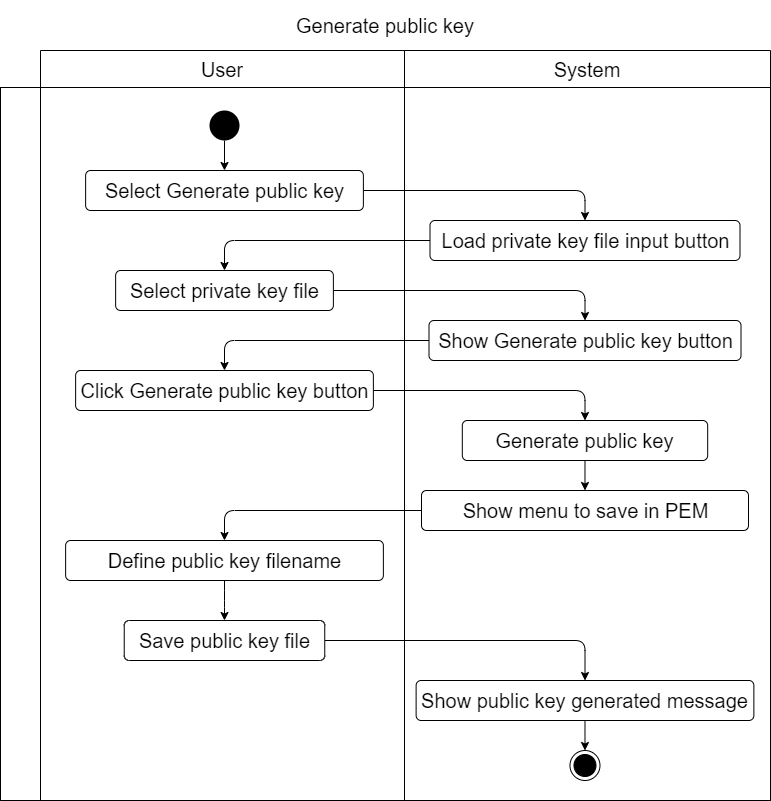 Generate public key
User
System
Select Generate public key
Load private key file input button
Select private key file
Show Generate public key button
Click Generate public key button
Generate public key
Show menu to save in PEM
Define public key filename
Save public key file
Show public key generated message